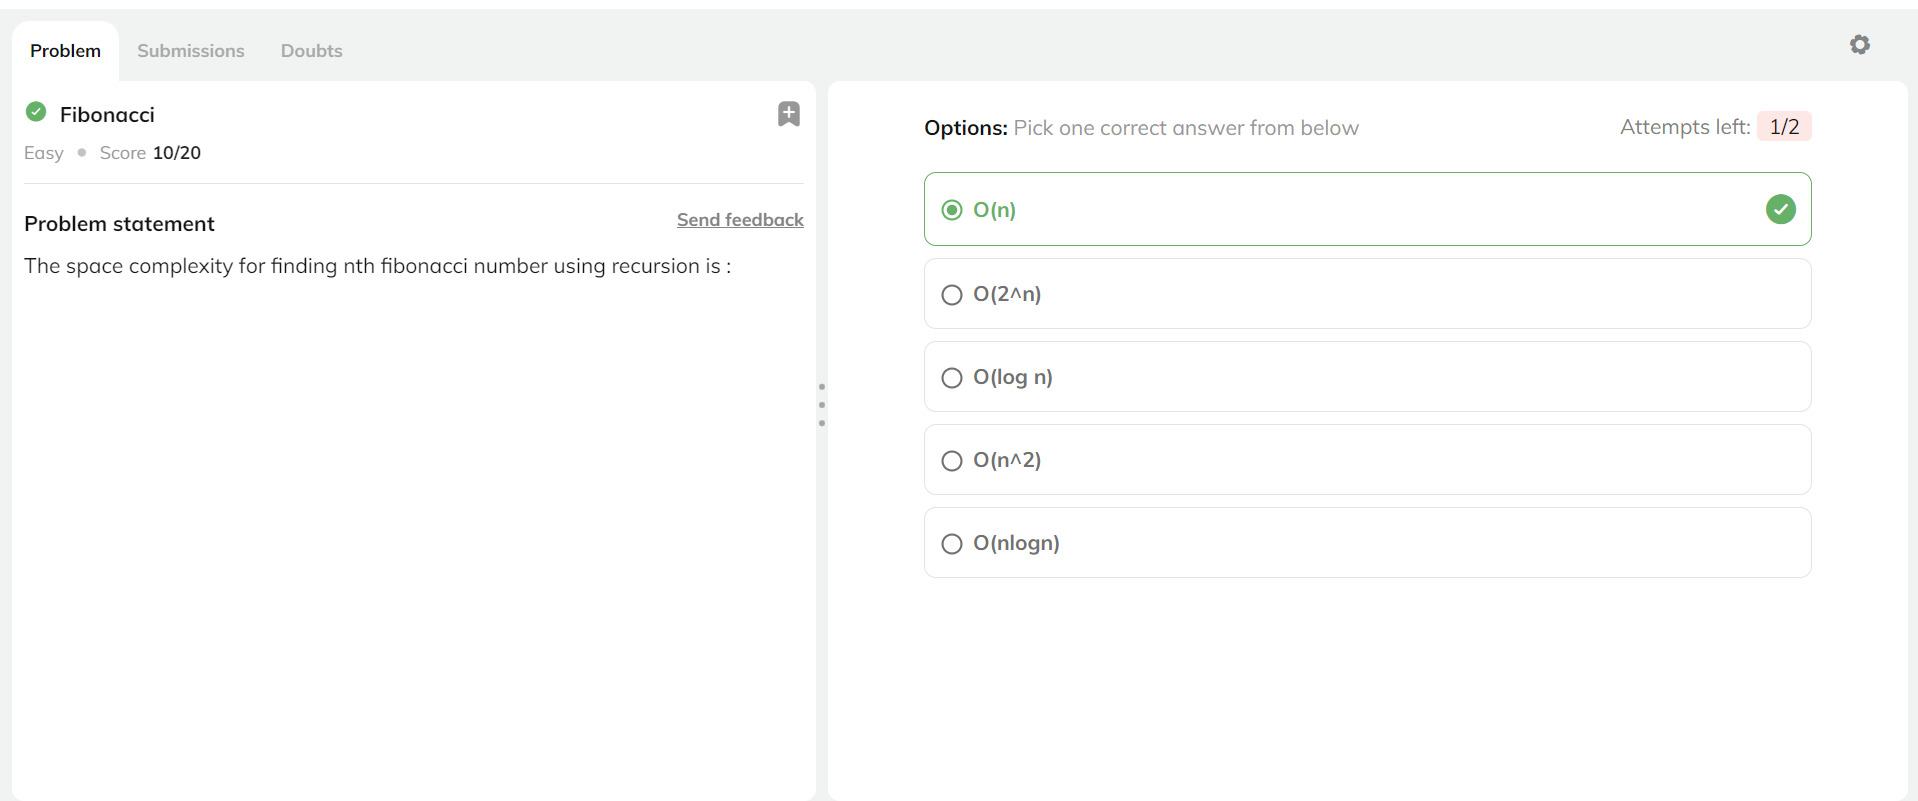 Problem Submissions Doubts
Fibonacci
Easy Score 10/20
Problem statement Send feedback
The space complexity for finding nth fibonacci number using recursion is :
Options: Pick one correct answer from below Attempts left: 1/2
O(n)
O(2^n)
O(log n)
O(n^2)
O(nlogn)